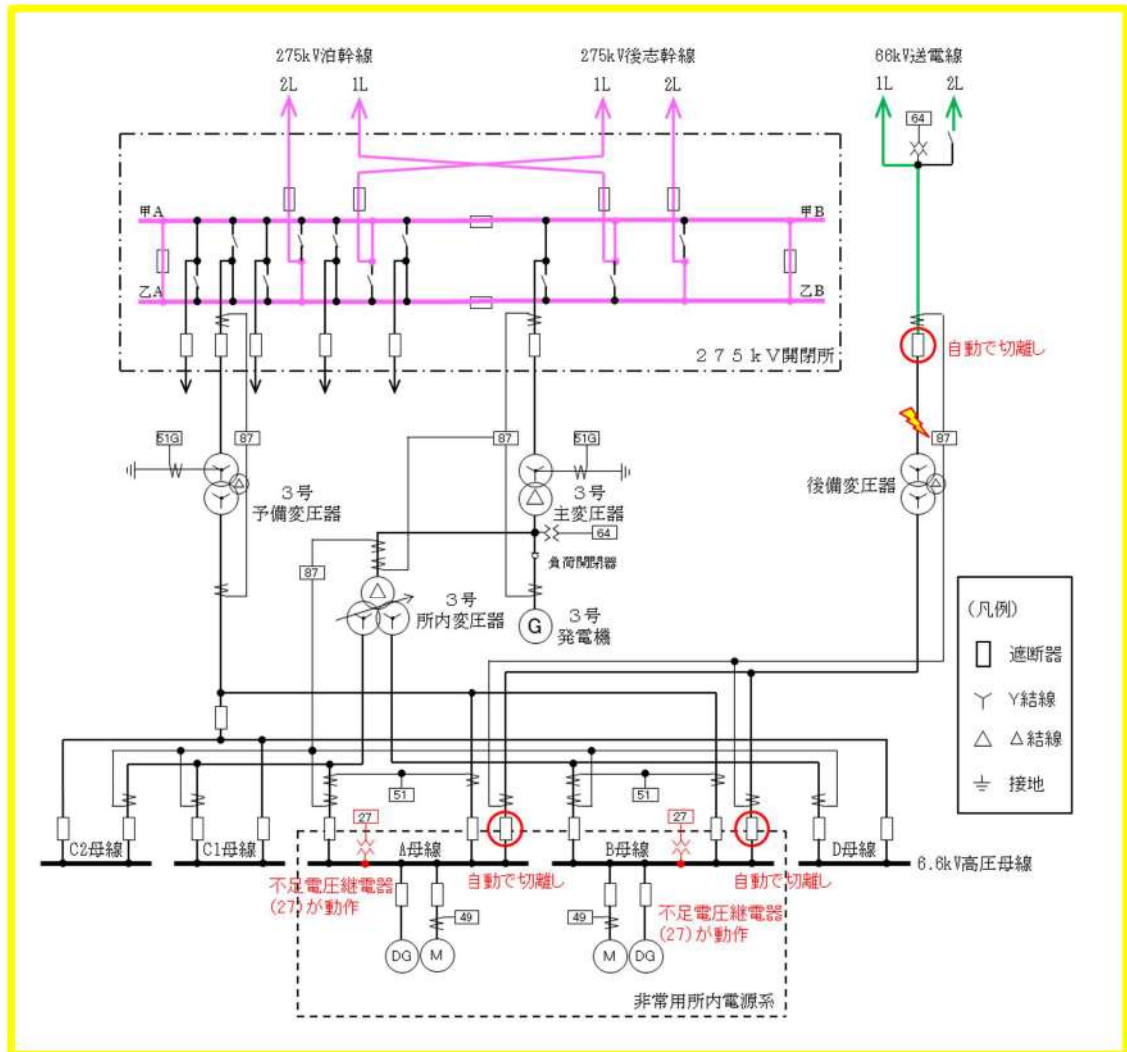 275kV泊幹線
275kV後志幹線
66kV送電線
2L
1L
1L
2L
1L
2L
64
甲A
甲B
乙A
乙B
275kV開閉所
自動で切離し
51G
87
87
51G
87
3号
予備変圧器
3号
主変圧器
後備変圧器
64
負荷開閉器
87
3号
所内変圧器
G
3号
発電機
(凡例)
遮断器
Y結線
△結線
接地
51
51
27
27
C2母線
C1母線
A母線
B母線
D母線
6.6kV高圧母線
不足電圧継電器
(27)が動作
自動で切離し
不足電圧継電器
(27)が動作
自動で切離し
49
49
DG
M
M
DG
非常用所内電源系